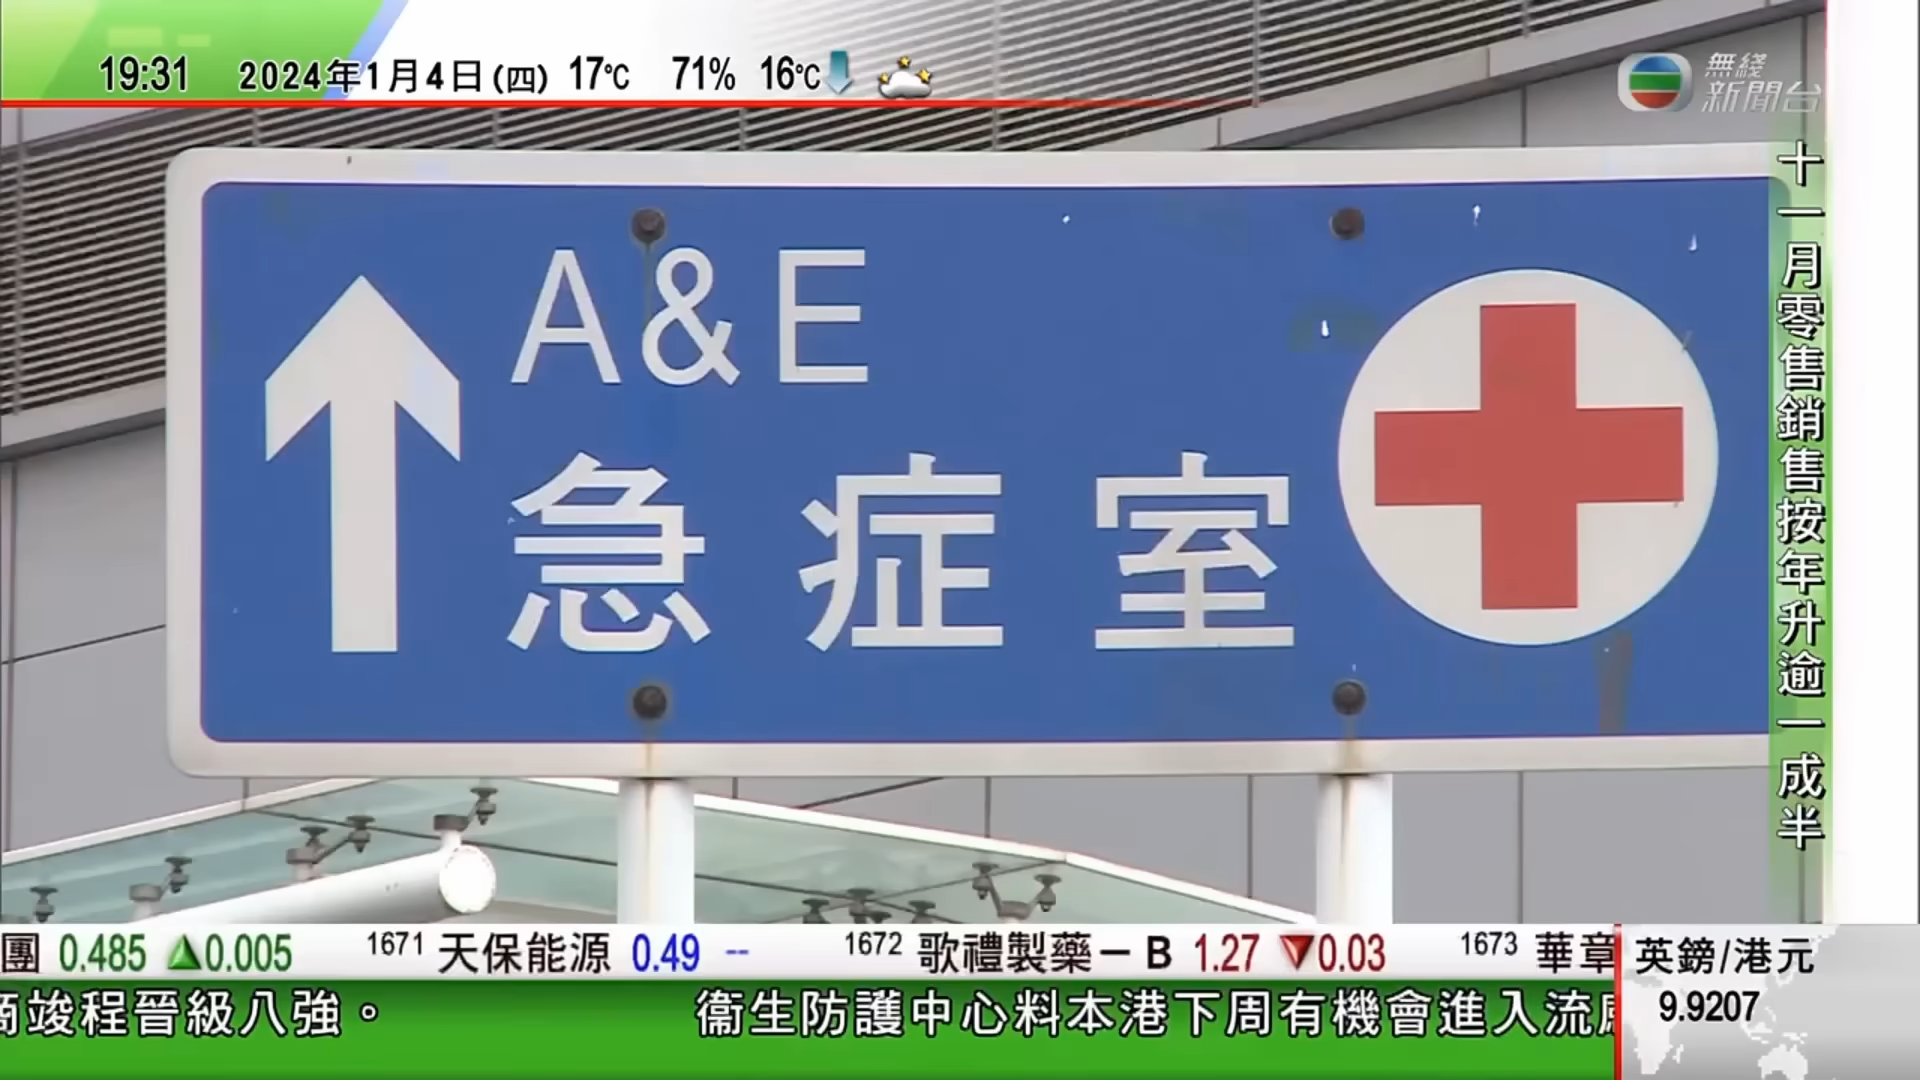 19:31 2024年1月4日(四) 17℃ 71% 16℃
無綫
新聞台
A&E
急症室
十一月零售銷售按年升逾一成半
團 0.485 ▲0.005 1671 天保能源 0.49 -- 1672 歌禮製藥－B 1.27 ▼0.03 1673 華章
竣程晉級八強。 衞生防護中心料本港下周有機會進入流
英鎊/港元
9.9207